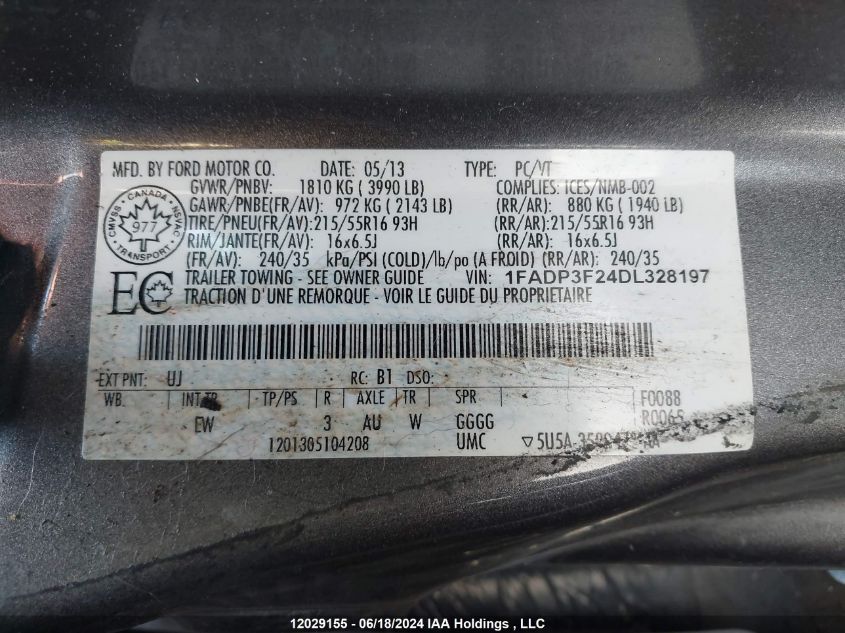 MFD. BY FORD MOTOR CO. DATE: 05/13 TYPE: PC/VT
GVWR/PNBV: 1810 KG ( 3990 LB) COMPLIES: ICES/NMB-002
GAWR/PNBE(FR/AV): 972 KG ( 2143 LB) (RR/AR): 880 KG ( 1940 LB)
TIRE/PNEU(FR/AV): 215/55R16 93H (RR/AR): 215/55R16 93H
RIM/JANTE(FR/AV): 16x6.5J (RR/AR): 16x6.5J
(FR/AV): 240/35 kPa/PSI (COLD)/lb/po (A FROID) (RR/AR): 240/35
TRAILER TOWING - SEE OWNER GUIDE VIN: 1FADP3F24DL328197
TRACTION D'UNE REMORQUE - VOIR LE GUIDE DU PROPRIETAIRE
CANADA
CMVSS NSVAC
977
TRANSPORT
EC
EXT PNT: UJ RC: B1 DSO:
WB INT TR TP/PS R AXLE TR SPR F0088
EW 3 AU W GGGG R0065
1201305104208 UMC
12029155 - 06/18/2024 IAA Holdings , LLC